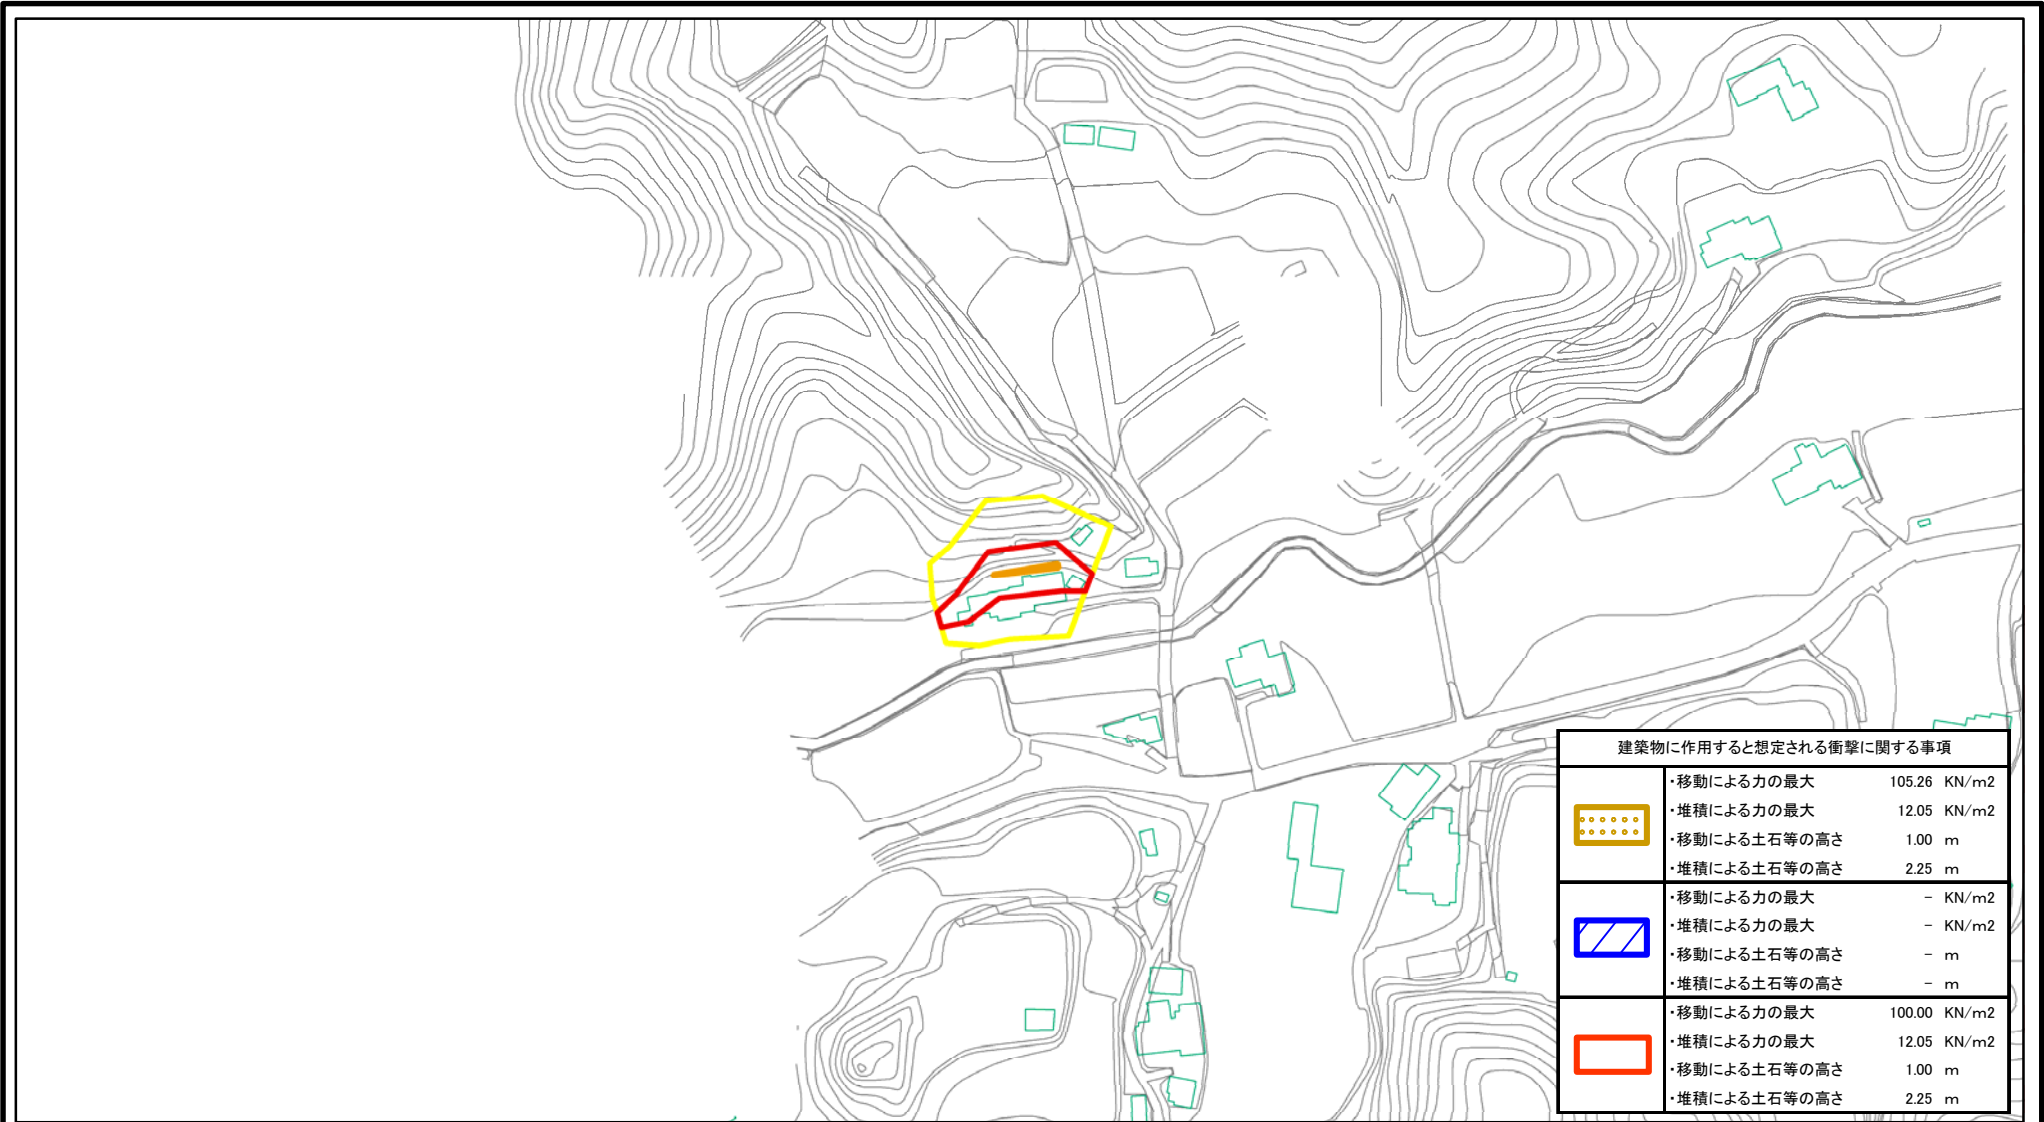 建築物に作用すると想定される衝撃に関する事項
・移動による力の最大 105.26 KN/m2
・堆積による力の最大 12.05 KN/m2
・移動による土石等の高さ 1.00 m
・堆積による土石等の高さ 2.25 m
・移動による力の最大 - KN/m2
・堆積による力の最大 - KN/m2
・移動による土石等の高さ - m
・堆積による土石等の高さ - m
・移動による力の最大 100.00 KN/m2
・堆積による力の最大 12.05 KN/m2
・移動による土石等の高さ 1.00 m
・堆積による土石等の高さ 2.25 m